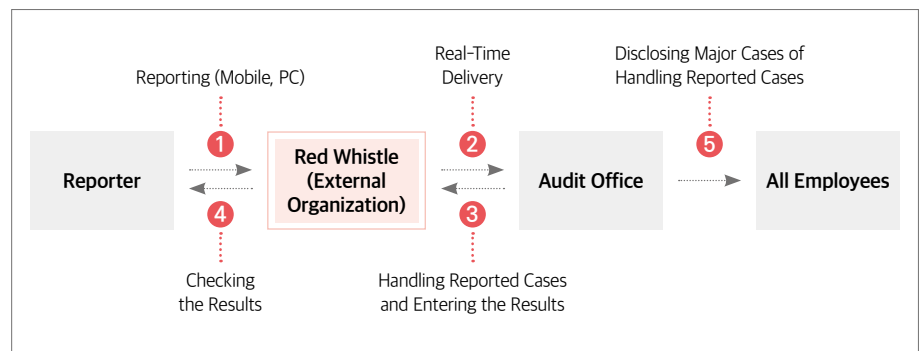 Reporting (Mobile, PC)
Real-Time
Delivery
Disclosing Major Cases of
Handling Reported Cases
1
2
5
Reporter
Red Whistle
(External
Organization)
Audit Office
All Employees
4
3
Checking
the Results
Handling Reported Cases
and Entering the Results